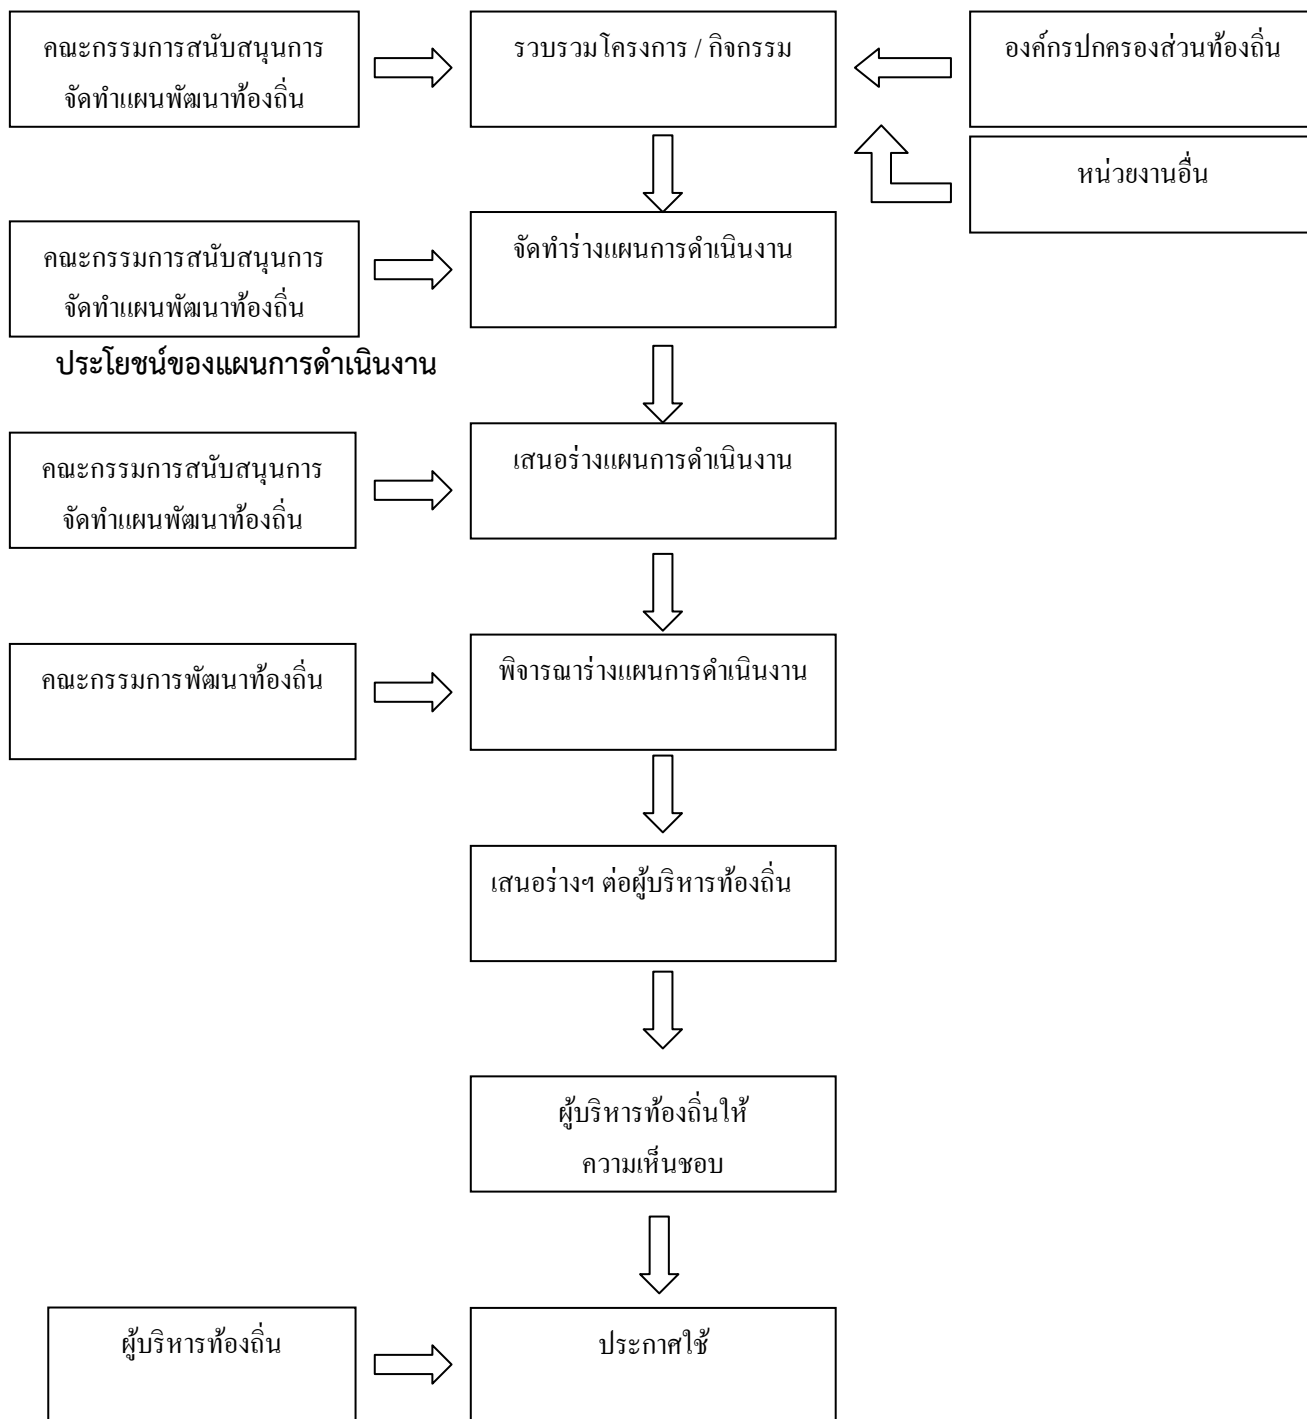 คณะกรรมการสนับสนุนการ
จัดทำแผนพัฒนาท้องถิ่น
รวบรวมโครงการ / กิจกรรม
องค์กรปกครองส่วนท้องถิ่น
หน่วยงานอื่น
คณะกรรมการสนับสนุนการ
จัดทำแผนพัฒนาท้องถิ่น
จัดทำร่างแผนการดำเนินงาน
ประโยชน์ของแผนการดำเนินงาน
คณะกรรมการสนับสนุนการ
จัดทำแผนพัฒนาท้องถิ่น
เสนอร่างแผนการดำเนินงาน
คณะกรรมการพัฒนาท้องถิ่น
พิจารณาร่างแผนการดำเนินงาน
เสนอร่างฯ ต่อผู้บริหารท้องถิ่น
ผู้บริหารท้องถิ่นให้
ความเห็นชอบ
ผู้บริหารท้องถิ่น
ประกาศใช้